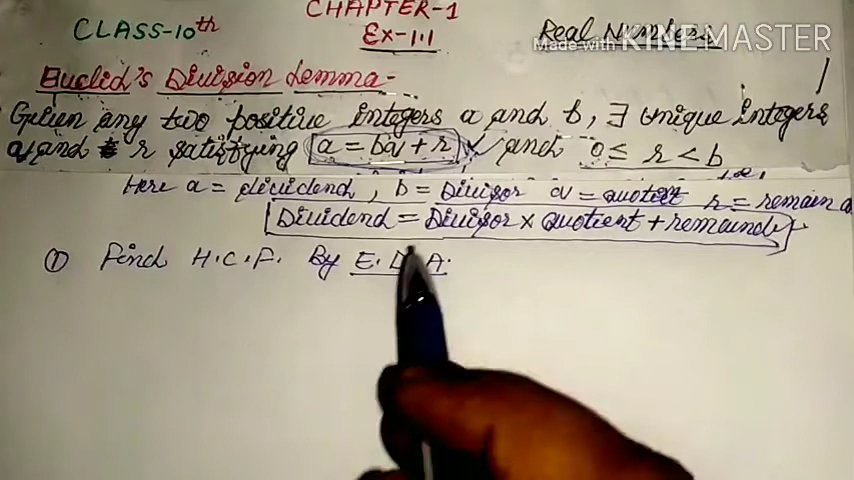 CHAPTER-1
CLASS-10th
Ex-1.1
Real Numbers
Made with KINEMASTER
Euclid's Division Lemma-
Given any two positive integers a and b, ∃ unique integers
q and r satisfying a = bq + r and 0 ≤ r < b
Here a = dividend, b = Divisor q = quotient r = remain
Dividend = Divisor × quotient + remainder
① Find H.C.F. By E. D. A.